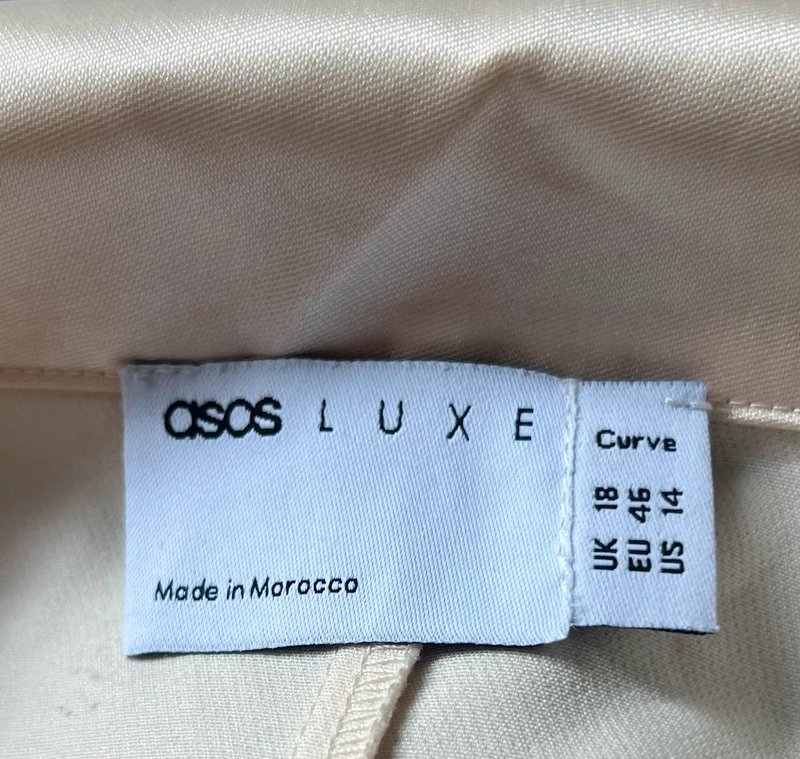 asos LUXE
Made in Morocco
Curve
UK 18
EU 46
US 14